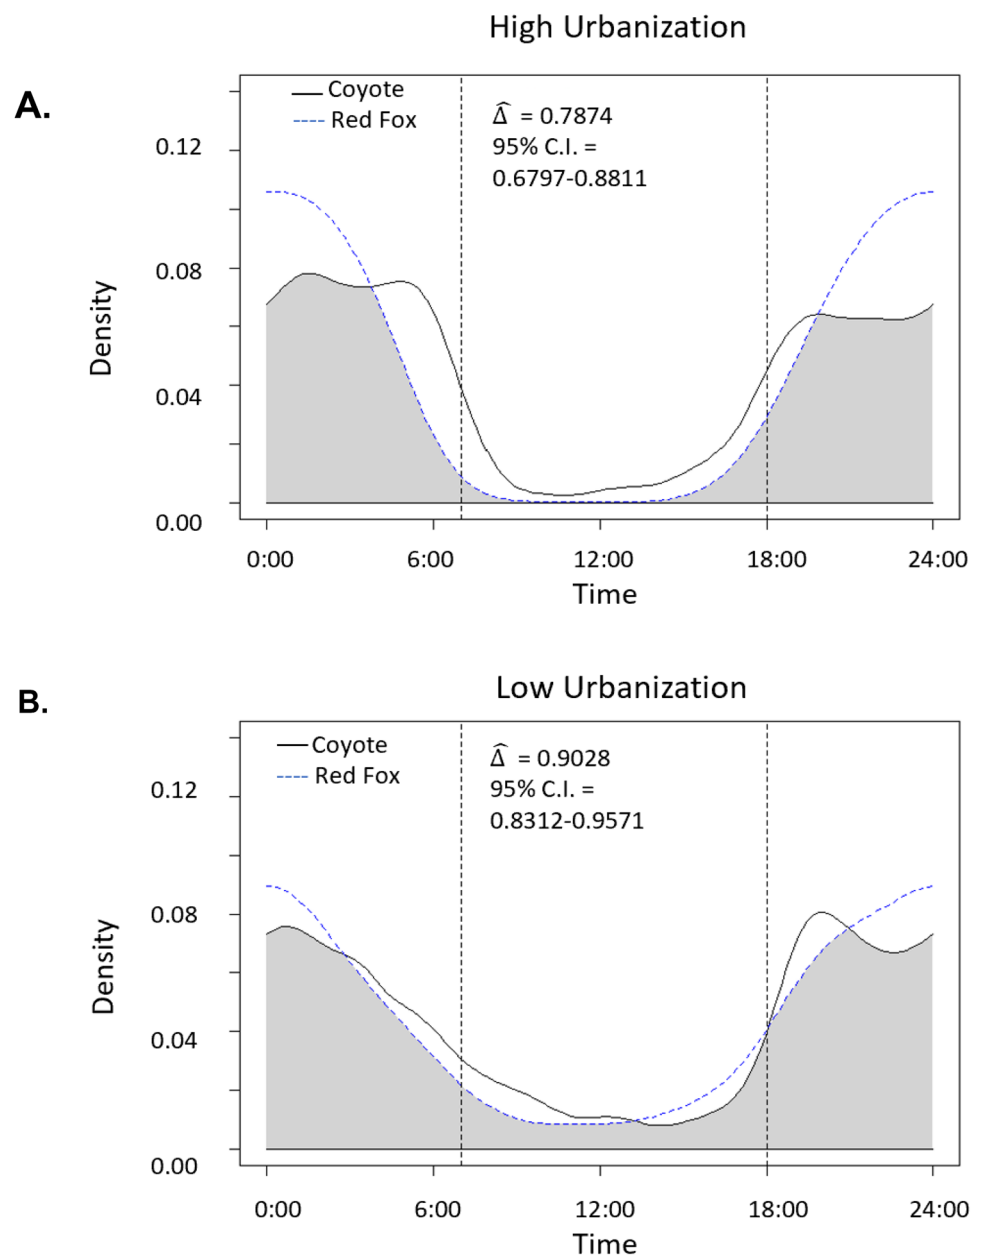 High Urbanization
A.
Coyote
Red Fox
Δ̂ = 0.7874
95% C.I. =
0.6797-0.8811
0.12
0.08
0.04
0.00
Density
0:00 6:00 12:00 18:00 24:00
Time
Low Urbanization
B.
Coyote
Red Fox
Δ̂ = 0.9028
95% C.I. =
0.8312-0.9571
0.12
0.08
0.04
0.00
Density
0:00 6:00 12:00 18:00 24:00
Time